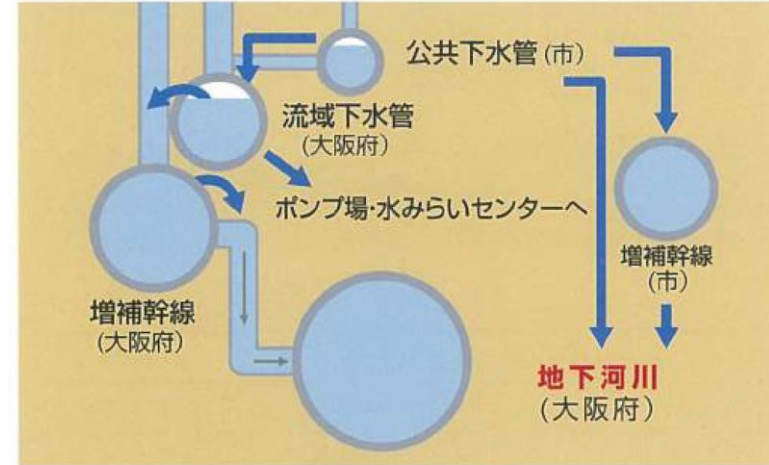 公共下水管(市)
流域下水管
(大阪府)
ポンプ場・水みらいセンターへ
増補幹線
(市)
増補幹線
(大阪府)
地下河川
(大阪府)